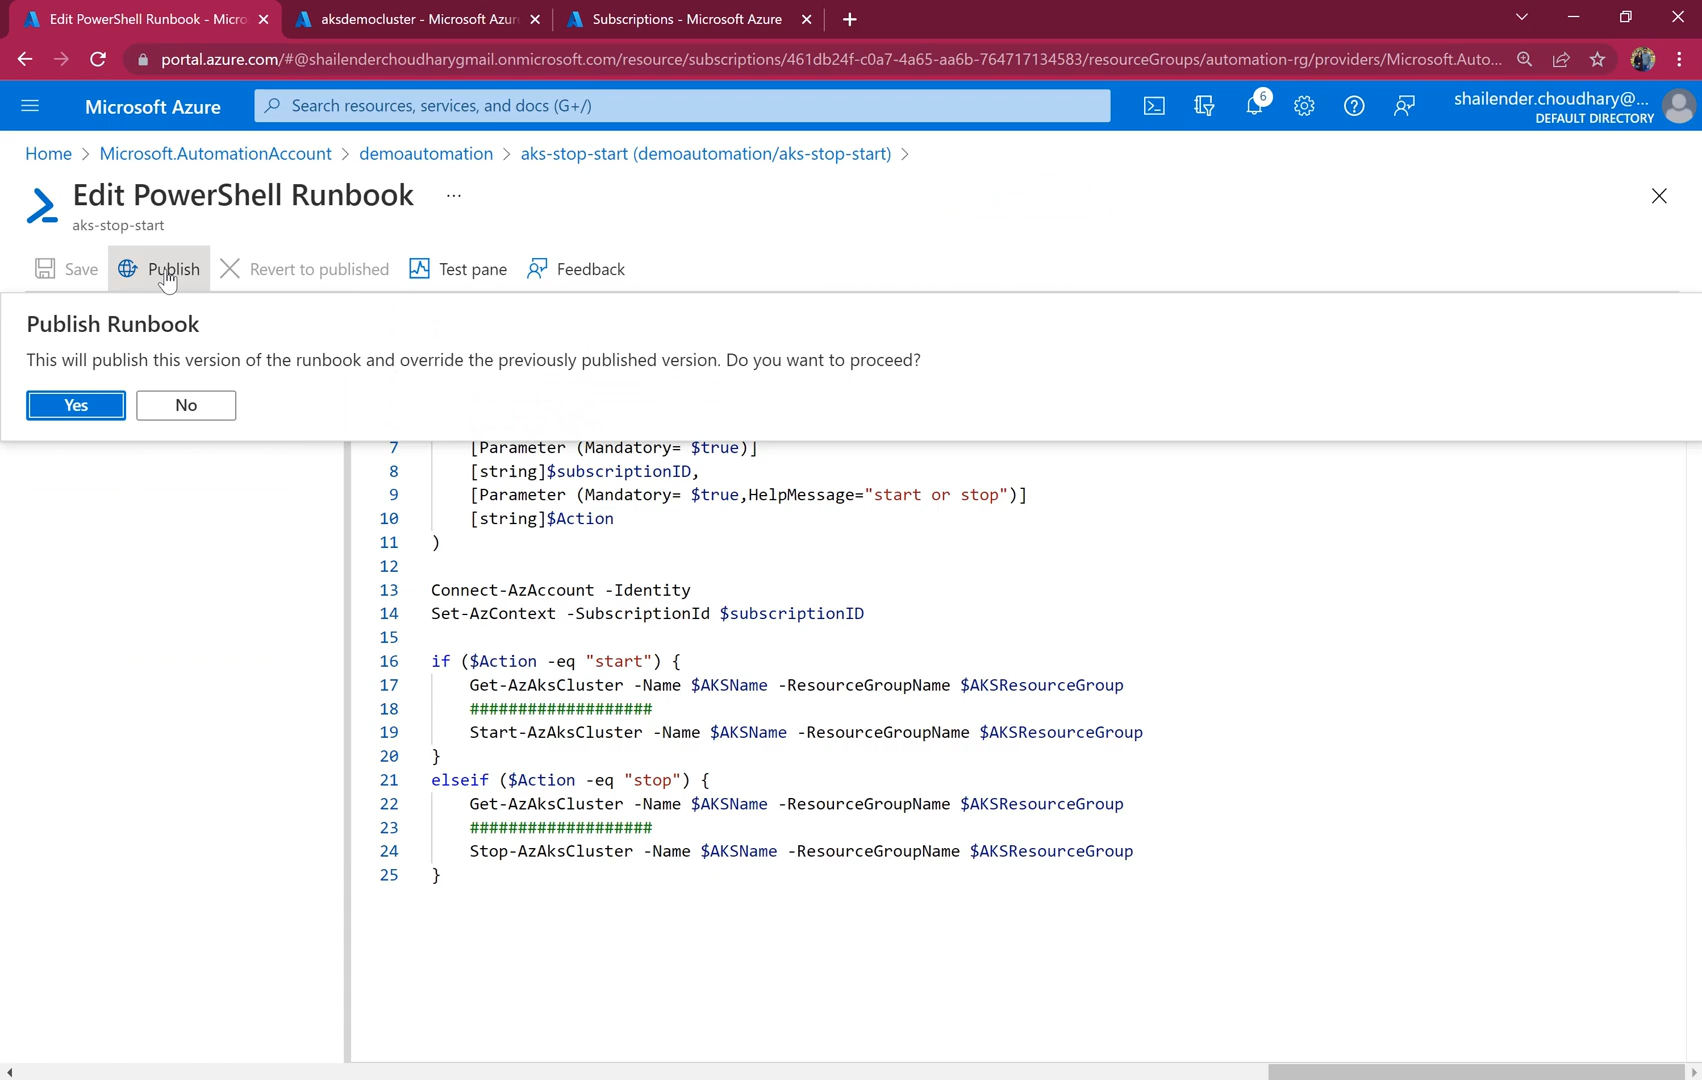 Edit PowerShell Runbook - Micro
aksdemocluster - Microsoft Azur
Subscriptions - Microsoft Azure
portal.azure.com/#@shailenderchoudharygmail.onmicrosoft.com/resource/subscriptions/461db24f-c0a7-4a65-aa6b-764717134583/resourceGroups/automation-rg/providers/Microsoft.Auto...
Microsoft Azure
Search resources, services, and docs (G+/)
6
shailender.choudhary@...
DEFAULT DIRECTORY
Home > Microsoft.AutomationAccount > demoautomation > aks-stop-start (demoautomation/aks-stop-start) >
Edit PowerShell Runbook ...
aks-stop-start
Save Publish Revert to published Test pane Feedback
Publish Runbook
This will publish this version of the runbook and override the previously published version. Do you want to proceed?
Yes No
7 [Parameter (Mandatory= $true)]
8 [string]$subscriptionID,
9 [Parameter (Mandatory= $true,HelpMessage="start or stop")]
10 [string]$Action
11 )
12
13 Connect-AzAccount -Identity
14 Set-AzContext -SubscriptionId $subscriptionID
15
16 if ($Action -eq "start") {
17 Get-AzAksCluster -Name $AKSName -ResourceGroupName $AKSResourceGroup
18 ###################
19 Start-AzAksCluster -Name $AKSName -ResourceGroupName $AKSResourceGroup
20 }
21 elseif ($Action -eq "stop") {
22 Get-AzAksCluster -Name $AKSName -ResourceGroupName $AKSResourceGroup
23 ###################
24 Stop-AzAksCluster -Name $AKSName -ResourceGroupName $AKSResourceGroup
25 }